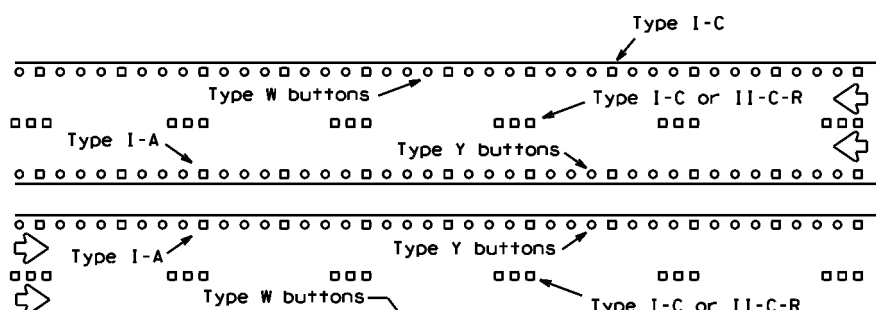 Type I-C
Type W buttons
Type I-C or II-C-R
Type I-A
Type Y buttons
Type I-A
Type Y buttons
Type W buttons
Type I-C or II-C-R